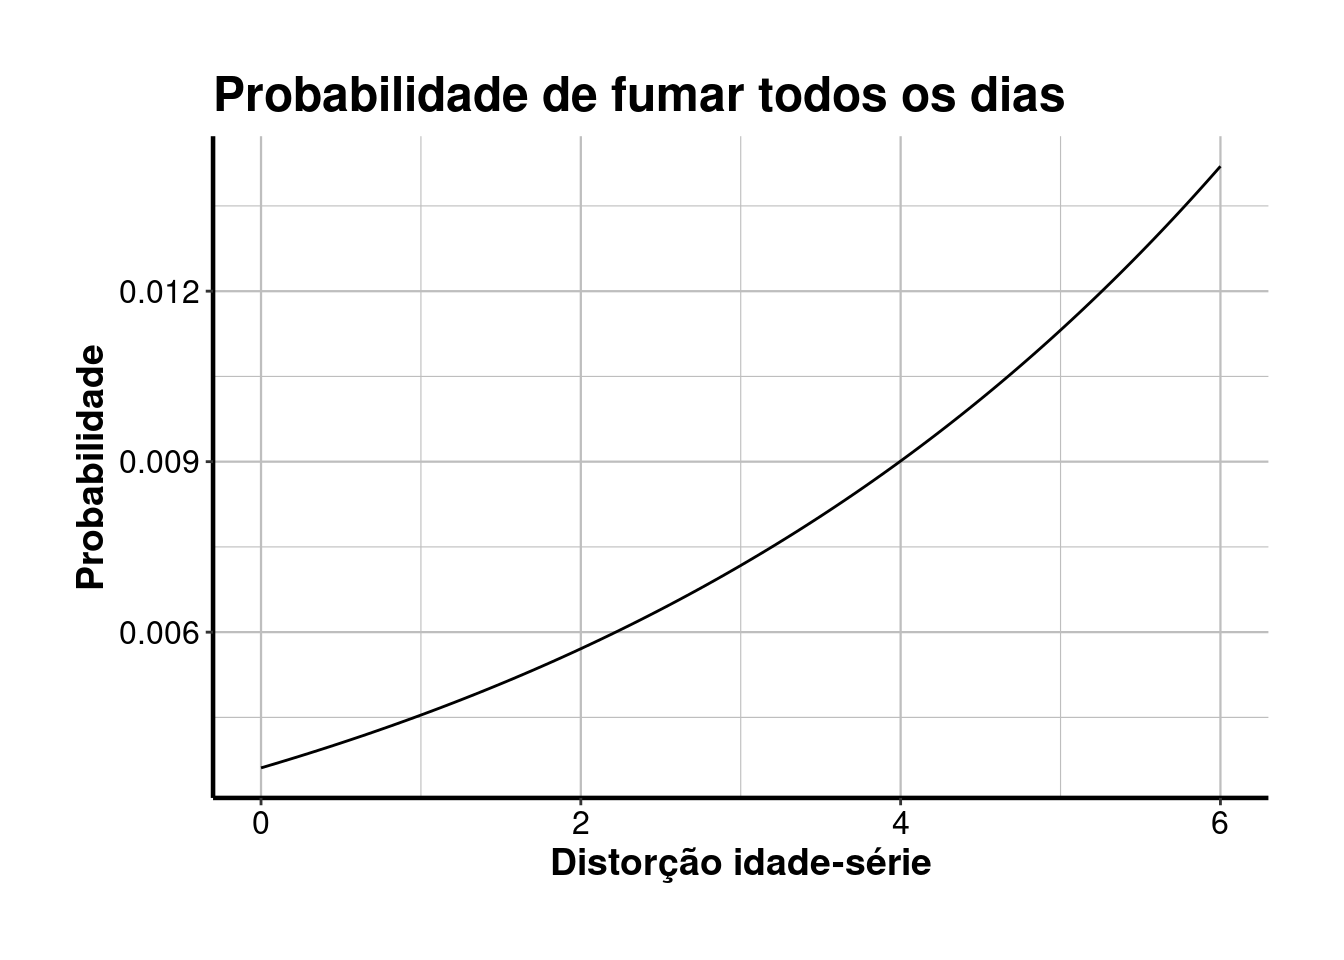 Probabilidade de fumar todos os dias
Probabilidade
0.012
0.009
0.006
0 2 4 6
Distorção idade-série